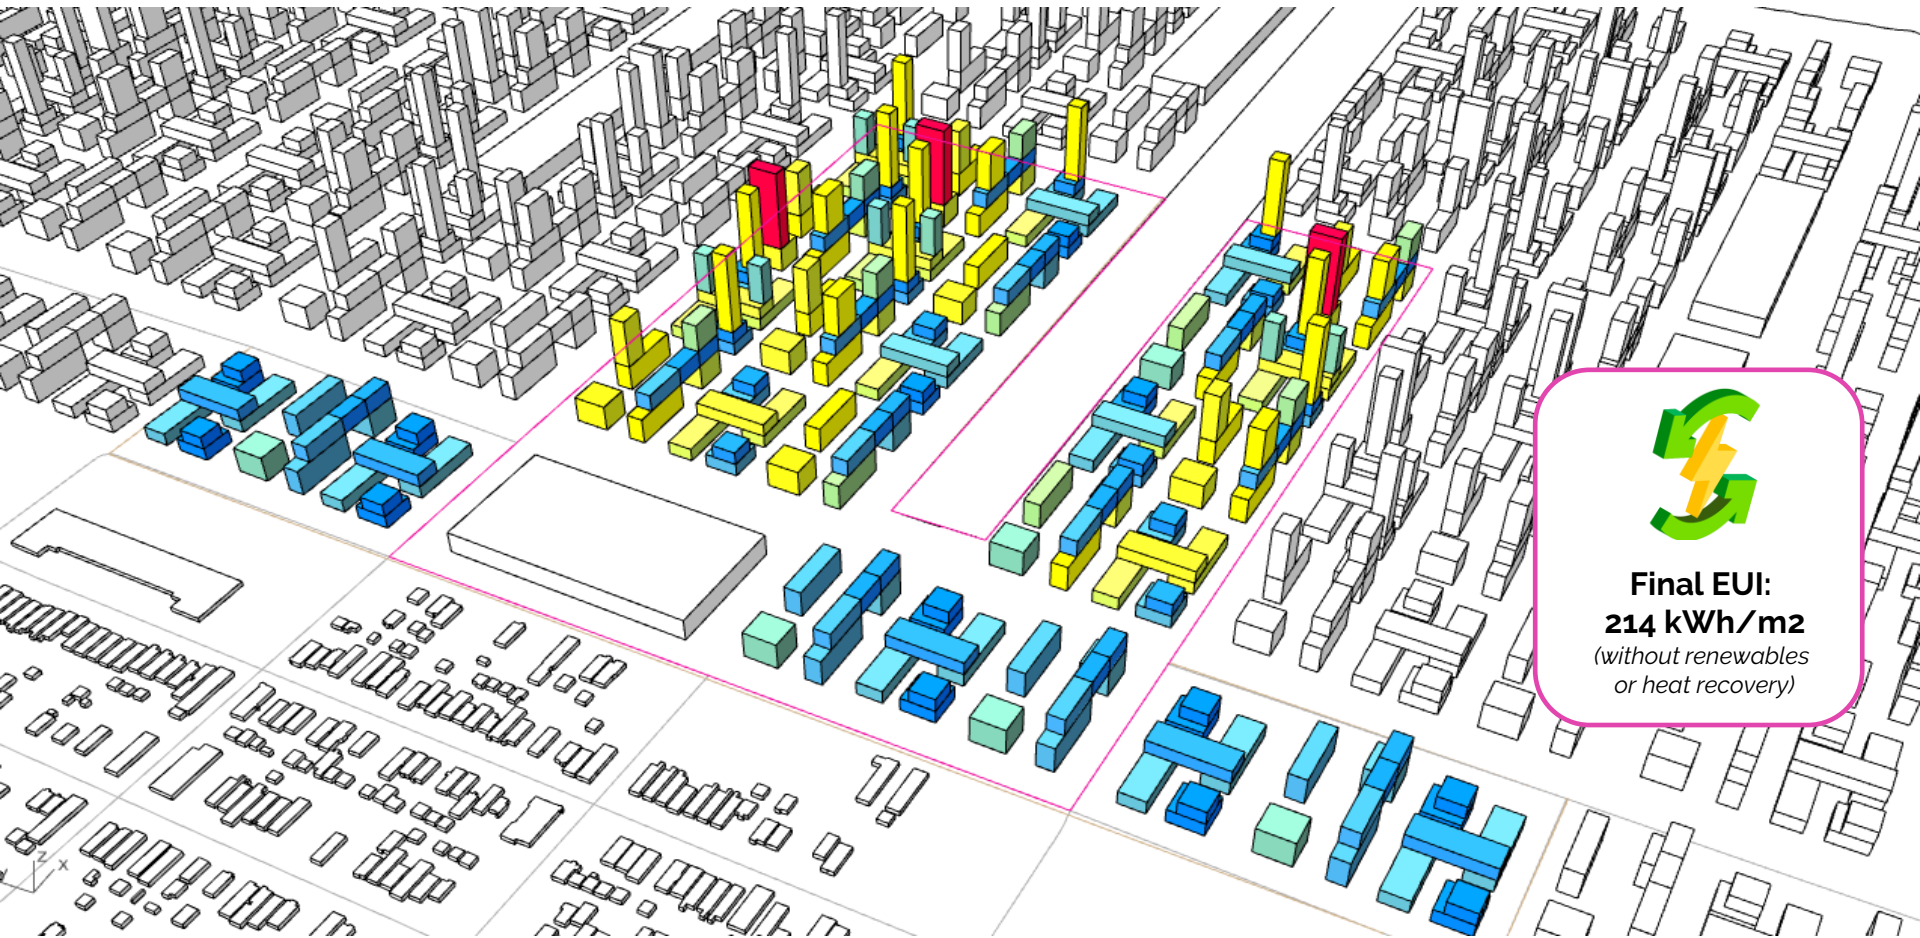 Final EUI:
214 kWh/m2
(without renewables
or heat recovery)
z
x